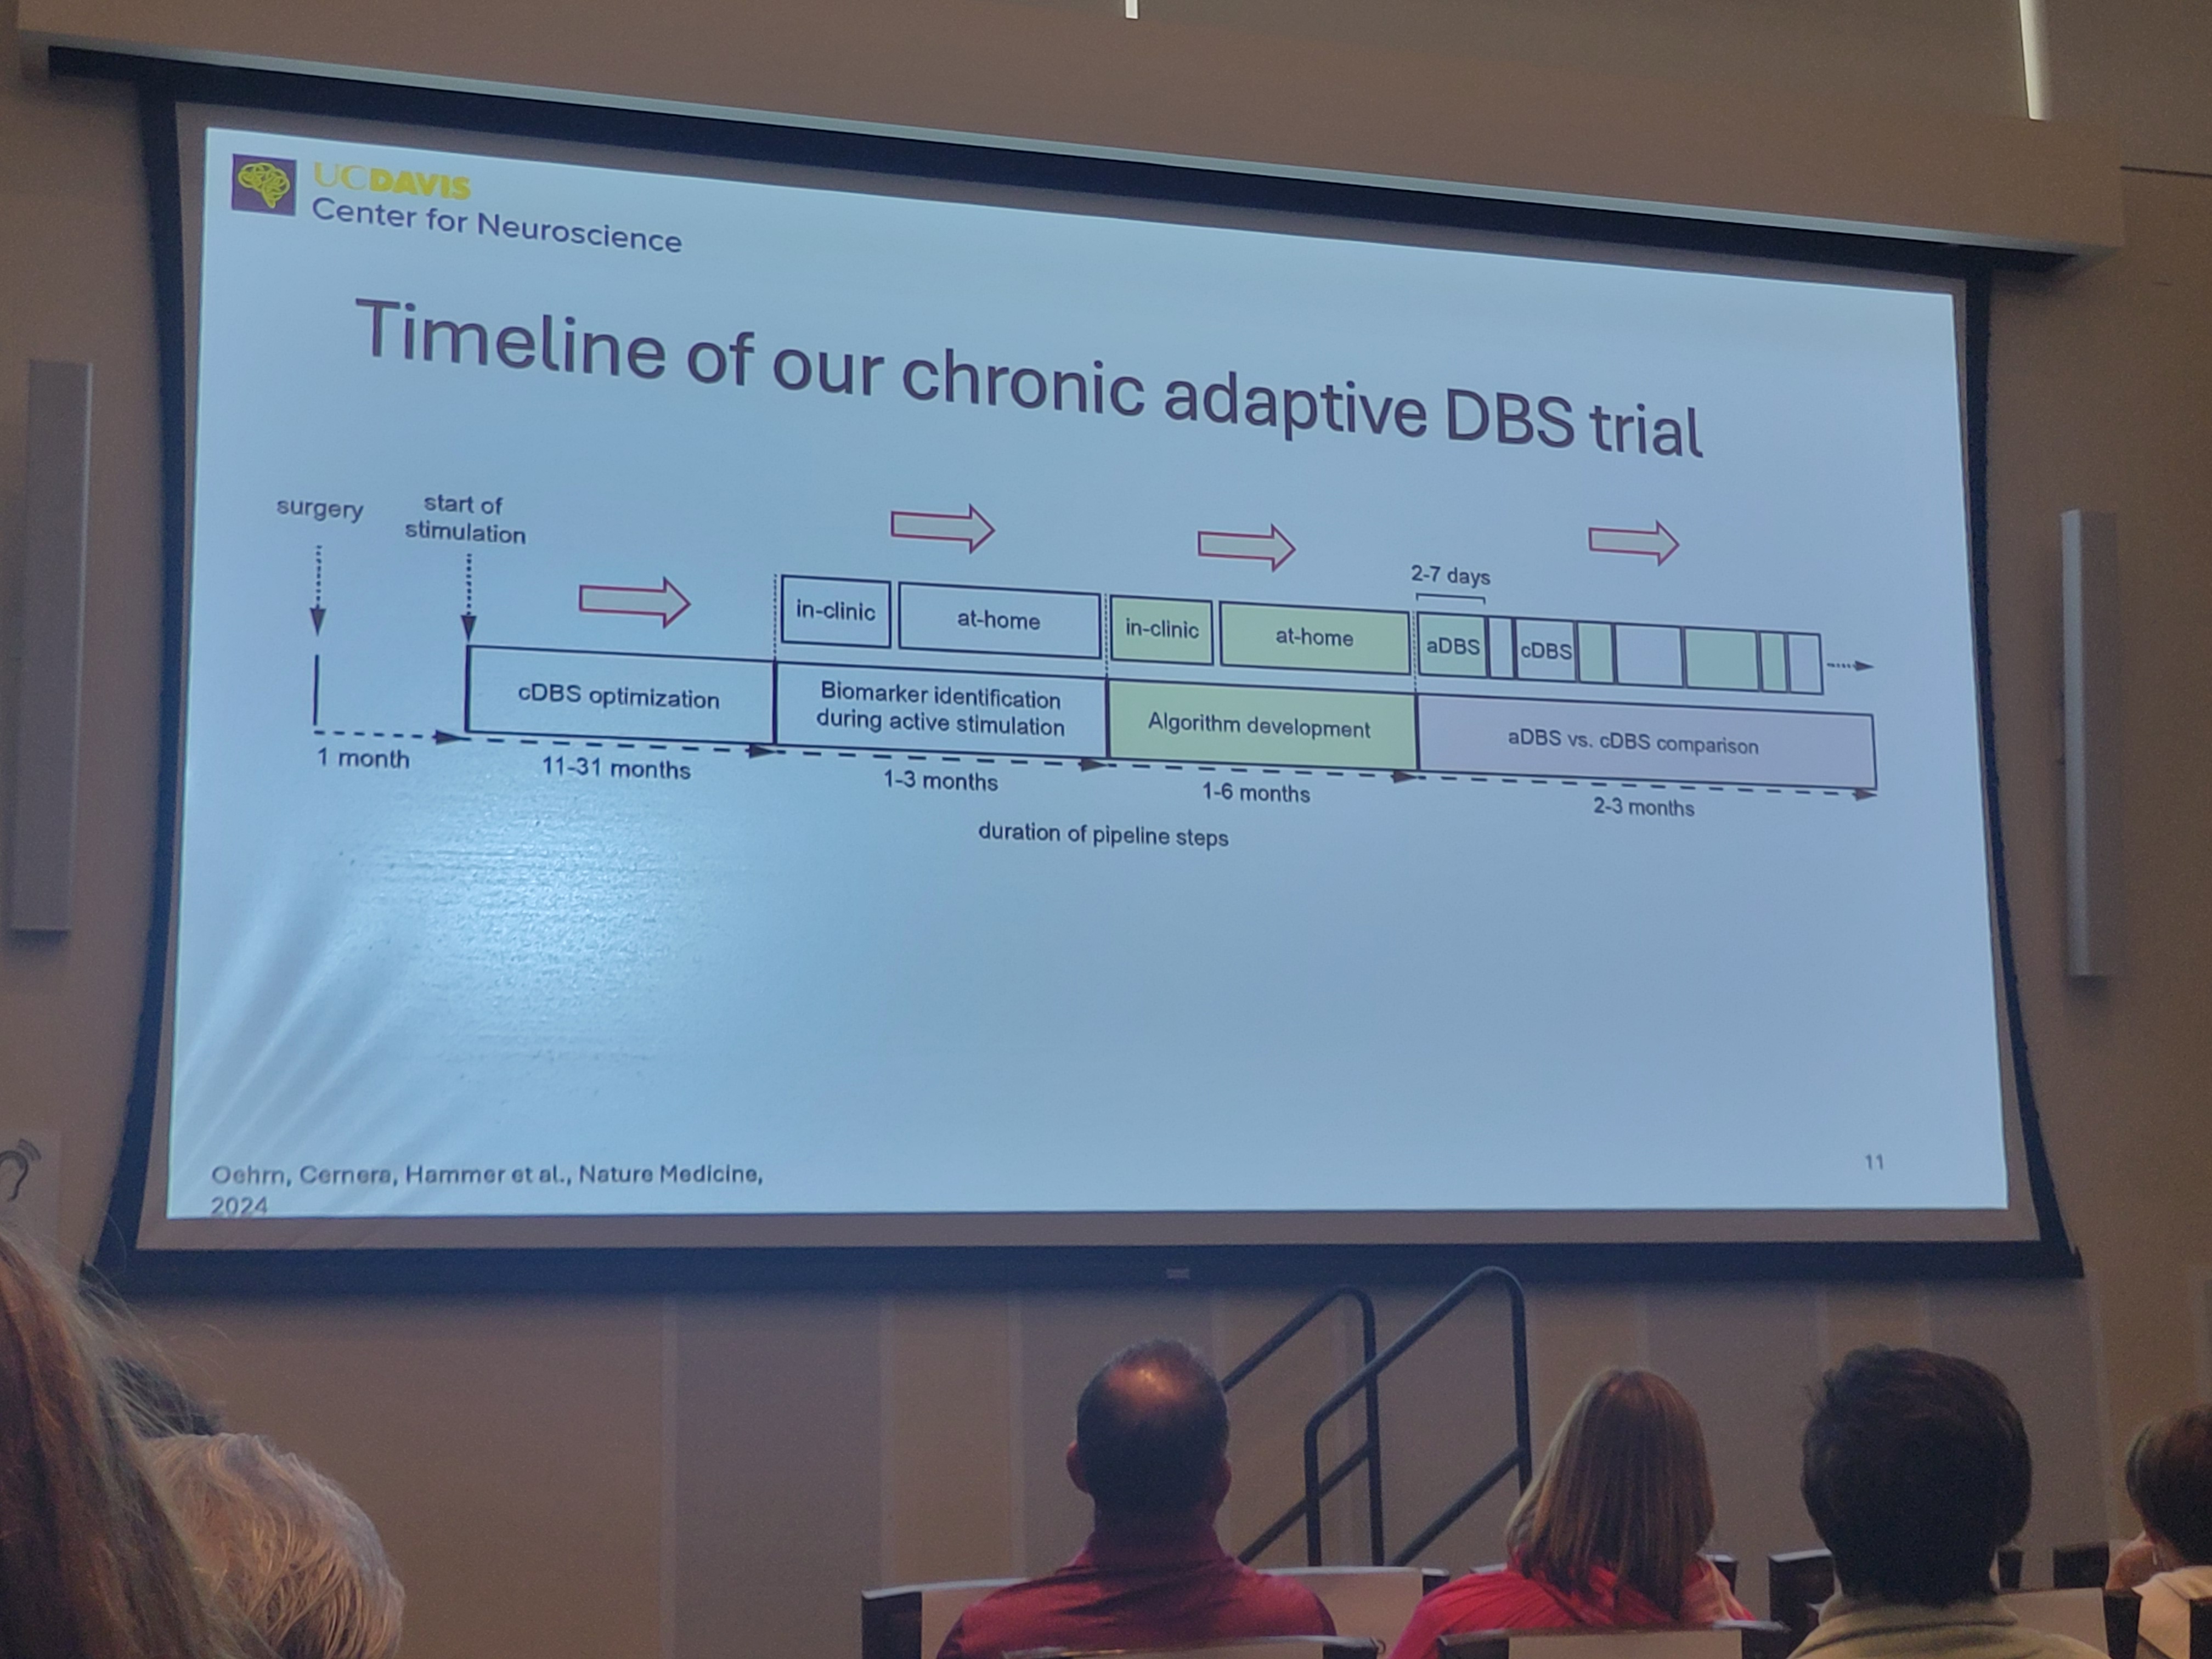 UCDAVIS
Center for Neuroscience
Timeline of our chronic adaptive DBS trial
surgery
start of
stimulation
2-7 days
in-clinic
at-home
in-clinic
at-home
aDBS
cDBS
cDBS optimization
Biomarker identification
during active stimulation
Algorithm development
aDBS vs. cDBS comparison
1 month
11-31 months
1-3 months
1-6 months
2-3 months
duration of pipeline steps
Oehrn, Cernera, Hammer et al., Nature Medicine,
2024
11